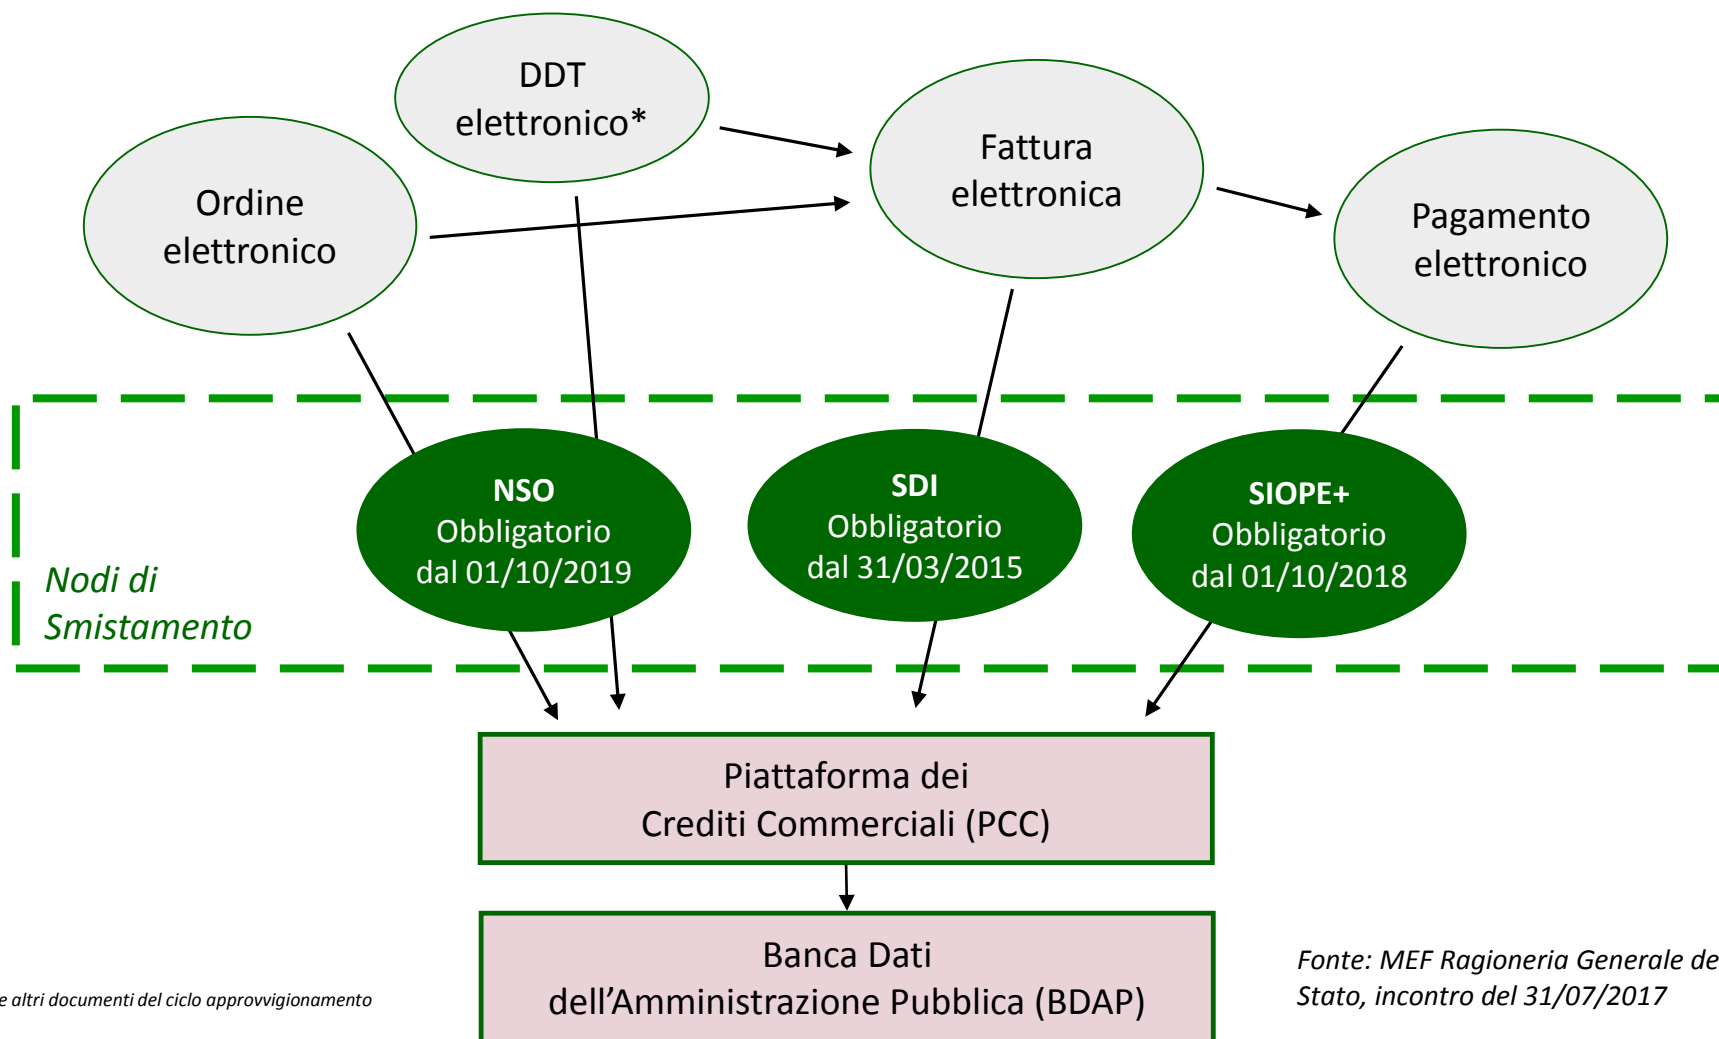 DDT
elettronico*
Ordine
elettronico
Fattura
elettronica
Pagamento
elettronico
NSO
Obbligatorio
dal 01/10/2019
SDI
Obbligatorio
dal 31/03/2015
SIOPE+
Obbligatorio
dal 01/10/2018
Nodi di
Smistamento
Piattaforma dei
Crediti Commerciali (PCC)
Banca Dati
dell’Amministrazione Pubblica (BDAP)
e altri documenti del ciclo approvvigionamento
Fonte: MEF Ragioneria Generale de
Stato, incontro del 31/07/2017